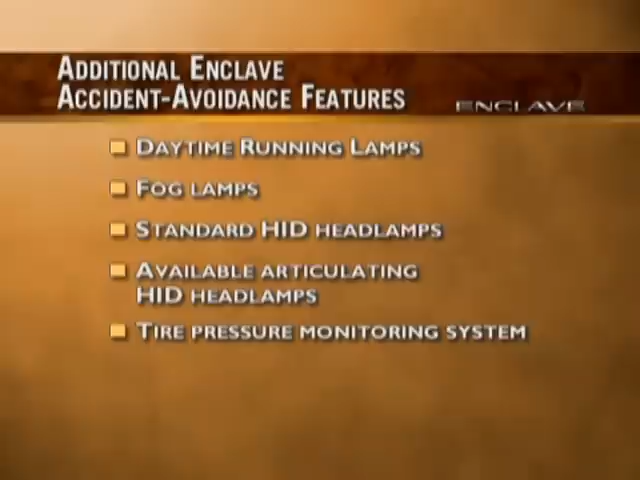 Additional Enclave
Accident-Avoidance Features
ENCLAVE
Daytime Running Lamps
Fog lamps
Standard HID headlamps
Available articulating
HID headlamps
Tire pressure monitoring system